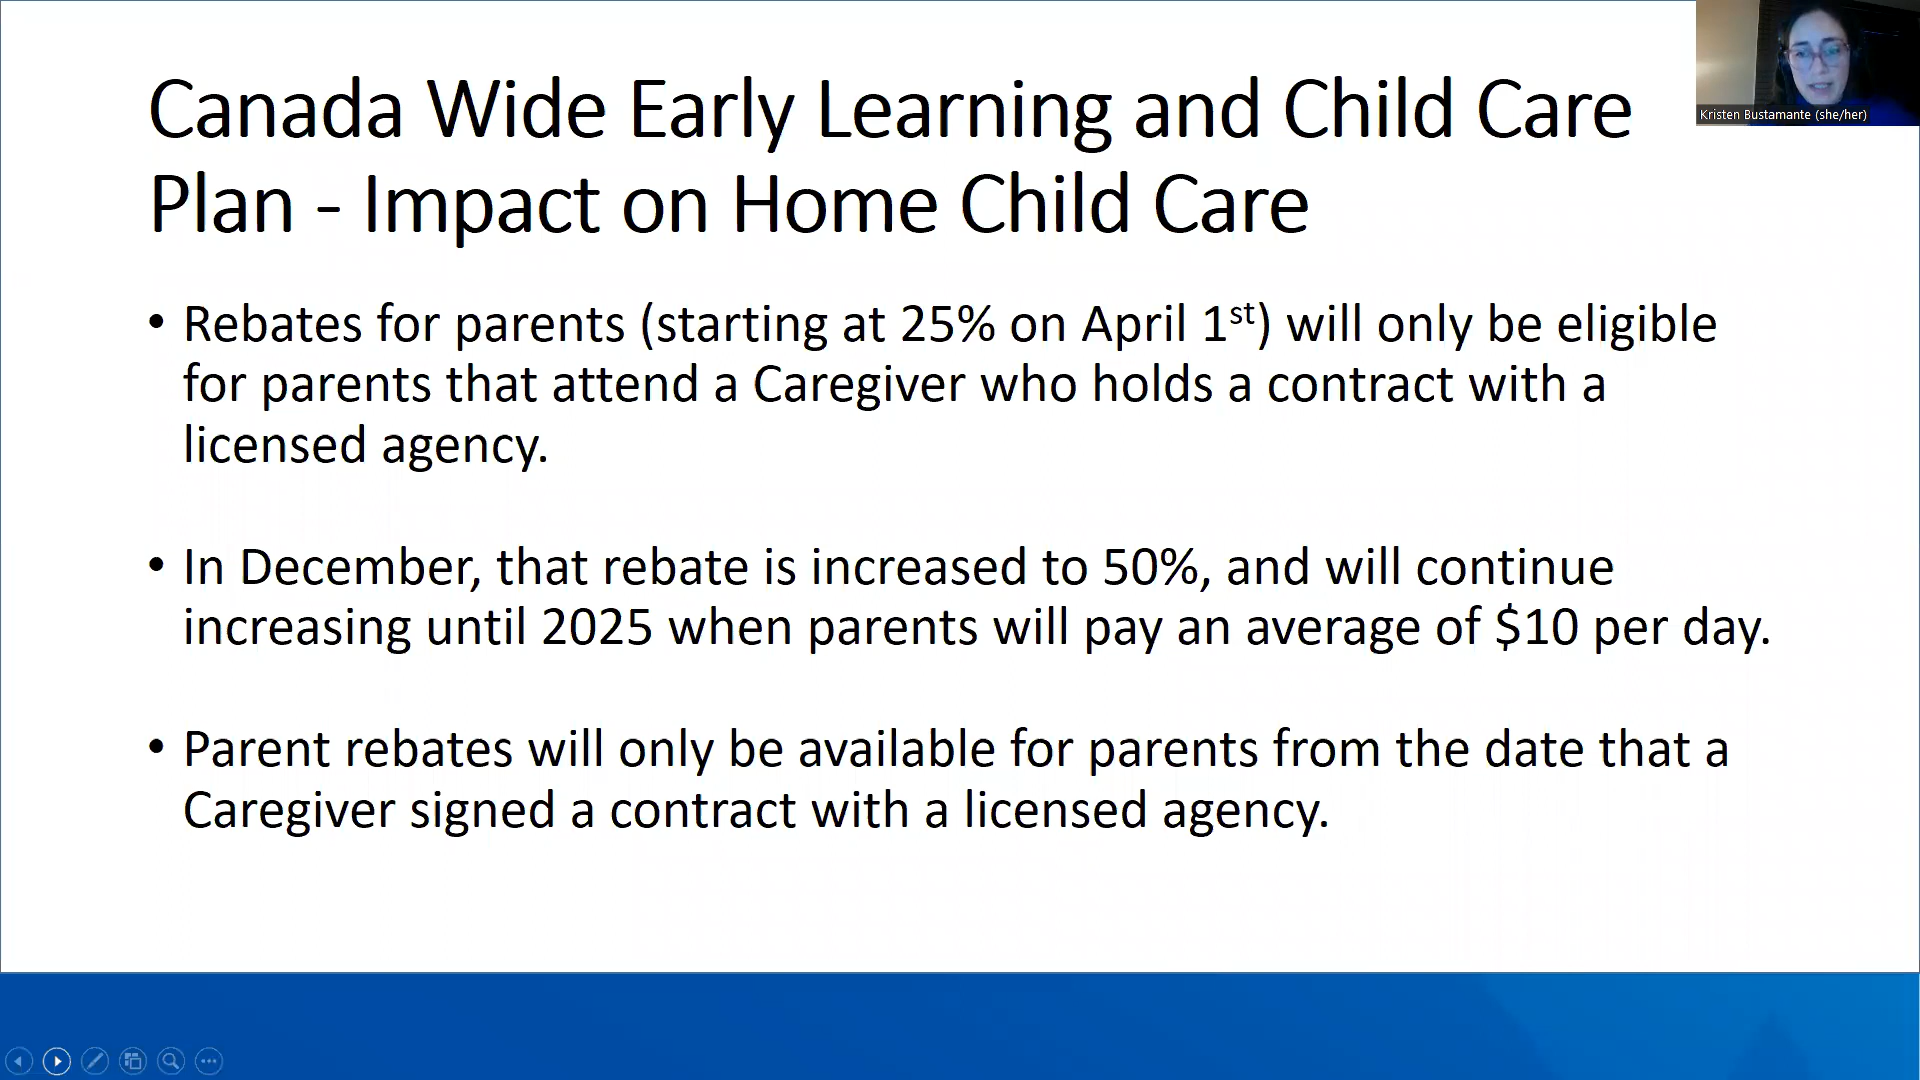 Canada Wide Early Learning and Child Care
Plan - Impact on Home Child Care
Kristen Bustamante (she/her)
• Rebates for parents (starting at 25% on April 1st) will only be eligible
for parents that attend a Caregiver who holds a contract with a
licensed agency.
• In December, that rebate is increased to 50%, and will continue
increasing until 2025 when parents will pay an average of $10 per day.
• Parent rebates will only be available for parents from the date that a
Caregiver signed a contract with a licensed agency.